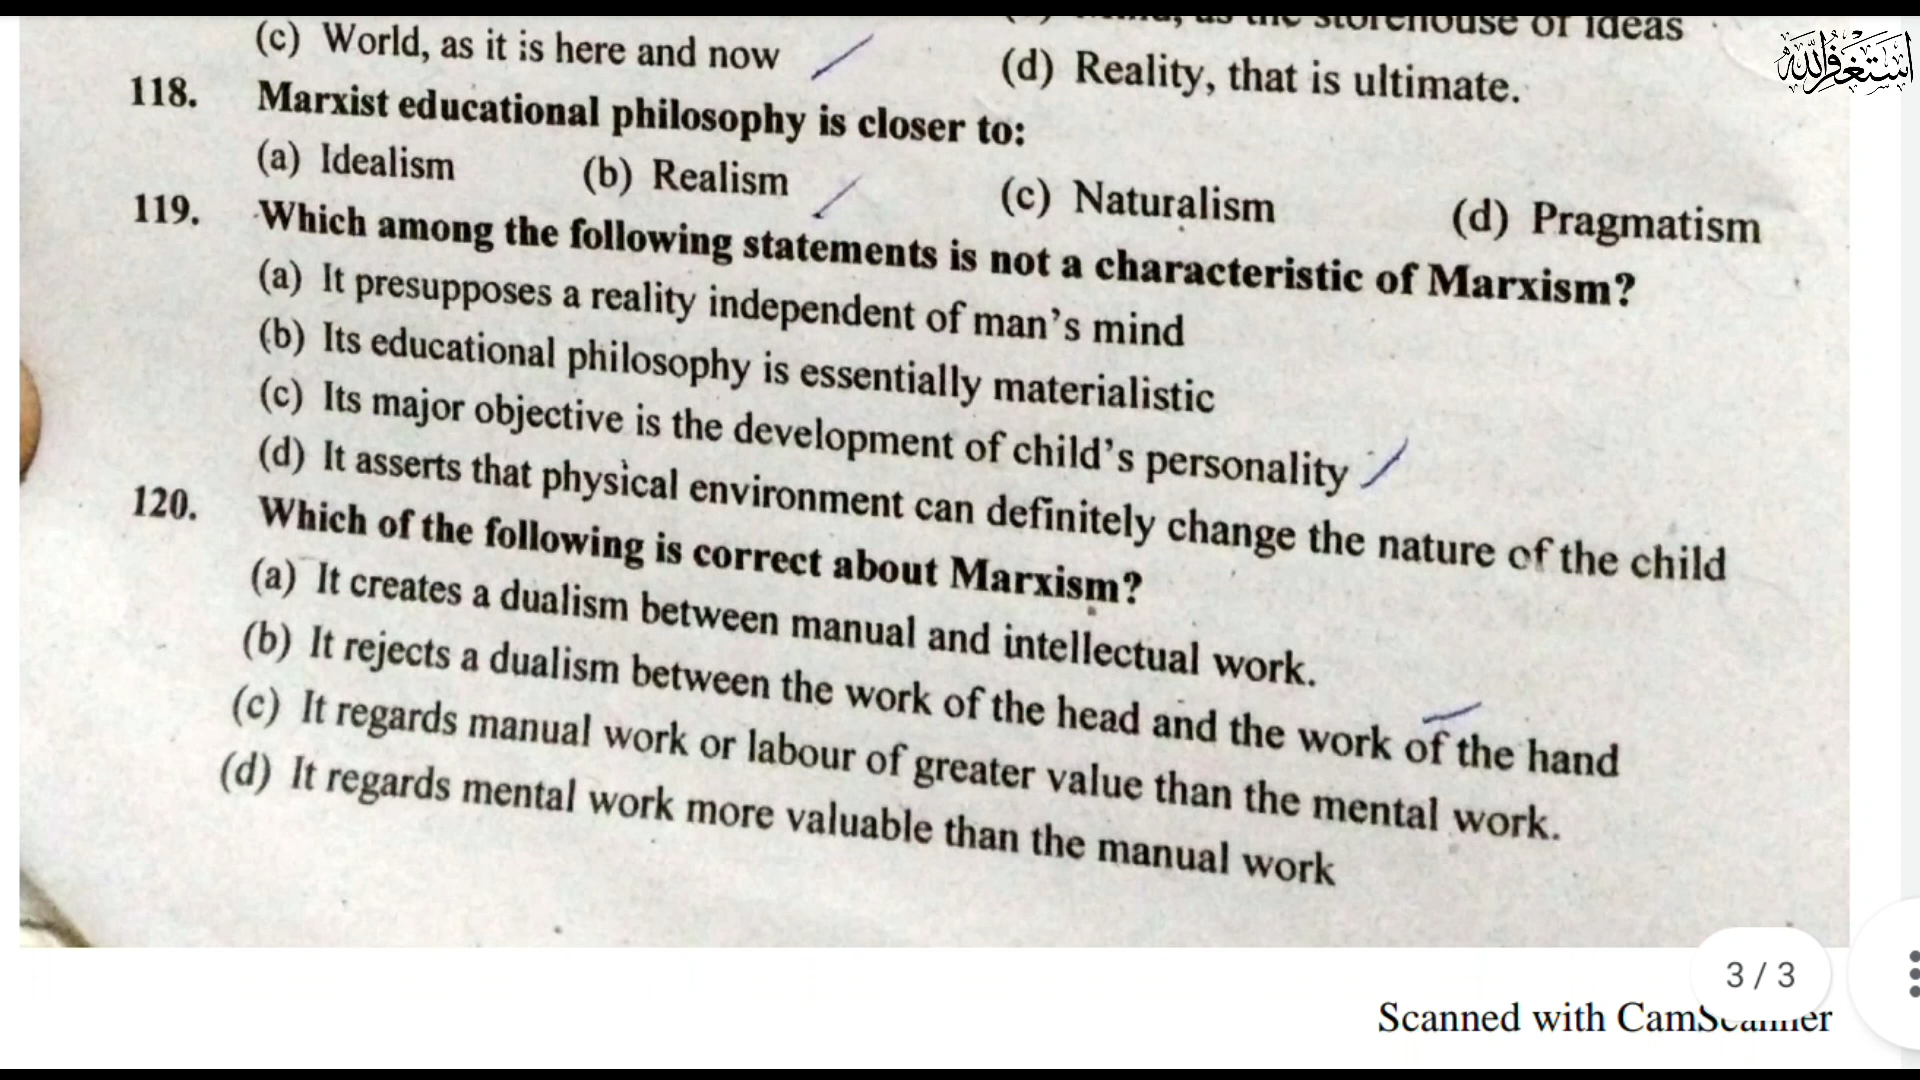 the storehouse of ideas
(c) World, as it is here and now
(d) Reality, that is ultimate.
استغفر الله
118. Marxist educational philosophy is closer to:
(a) Idealism (b) Realism (c) Naturalism (d) Pragmatism
119. Which among the following statements is not a characteristic of Marxism?
(a) It presupposes a reality independent of man's mind
(b) Its educational philosophy is essentially materialistic
(c) Its major objective is the development of child's personality
(d) It asserts that physical environment can definitely change the nature of the child
120. Which of the following is correct about Marxism?
(a) It creates a dualism between manual and intellectual work.
(b) It rejects a dualism between the work of the head and the work of the hand
(c) It regards manual work or labour of greater value than the mental work.
(d) It regards mental work more valuable than the manual work
3 / 3
Scanned with CamScanner